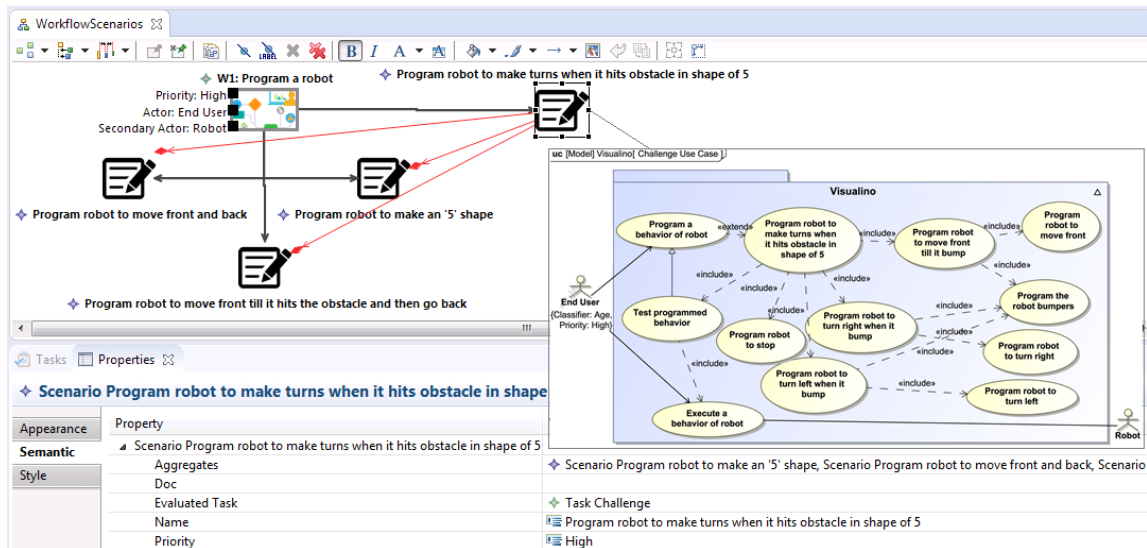 WorkflowScenarios
LABEL
B I A A
Program robot to make turns when it hits obstacle in shape of 5
W1: Program a robot
Priority: High
Actor: End User
Secondary Actor: Robot
Program robot to move front and back
Program robot to make an '5' shape
Program robot to move front till it hits the obstacle and then go back
uc [Model] Visualino[ Challenge Use Case ]
Visualino
Program a
behavior of robot
«extend»
Program robot to
make turns when
it hits obstacle in
shape of 5
«include»
Program robot
to move front
till it bump
«include»
Program
robot to
move front
«include»
«include»
«include»
«include»
End User
{Classifier: Age,
Priority: High}
Test programmed
behavior
Program robot
to stop
Program robot to
turn right when it
bump
«include»
Program the
robot bumpers
«include»
«include»
«include»
Program robot
to turn right
Program robot to
turn left when it
bump
«include»
Program robot to
turn left
Execute a
behavior of robot
Robot
Tasks
Properties
Scenario Program robot to make turns when it hits obstacle in shape
Appearance
Semantic
Style
Property
Scenario Program robot to make turns when it hits obstacle in shape of 5
Aggregates
Scenario Program robot to make an '5' shape, Scenario Program robot to move front and back, Scenario
Doc
Evaluated Task
Task Challenge
Name
Program robot to make turns when it hits obstacle in shape of 5
Priority
High